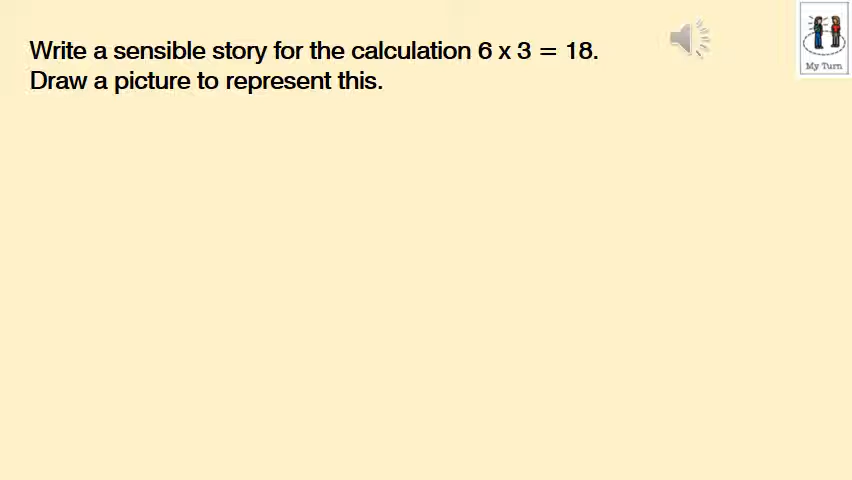 Write a sensible story for the calculation 6 x 3 = 18.
Draw a picture to represent this.
My Turn